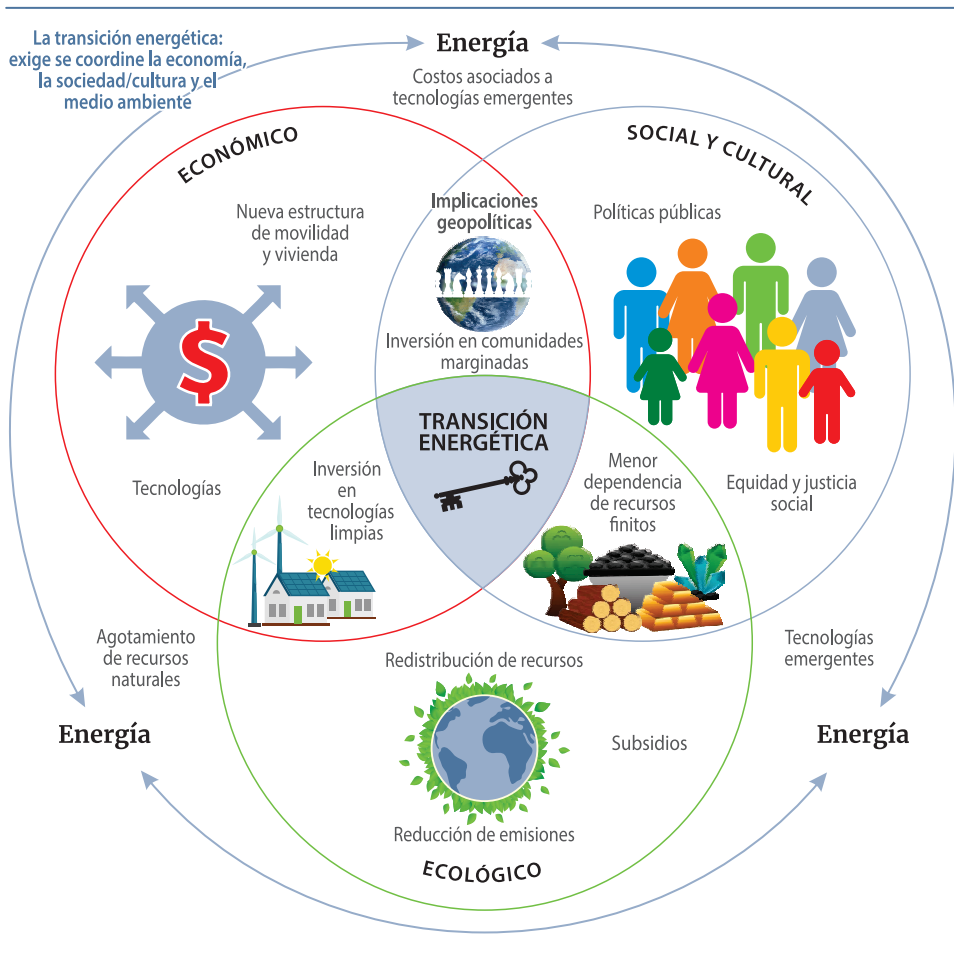 La transición energética:
exige se coordine la economía,
la sociedad/cultura y el
medio ambiente
Energía
Costos asociados a
tecnologías emergentes
ECONÓMICO
SOCIAL Y CULTURAL
Nueva estructura
de movilidad
y vivienda
Implicaciones
geopolíticas
Políticas públicas
$
Inversión en comunidades
marginadas
TRANSICIÓN
ENERGÉTICA
Tecnologías
Inversión
en
tecnologías
limpias
Menor
dependencia
de recursos
finitos
Equidad y justicia
social
Agotamiento
de recursos
naturales
Energía
Redistribución de recursos
Subsidios
Reducción de emisiones
ECOLÓGICO
Tecnologías
emergentes
Energía